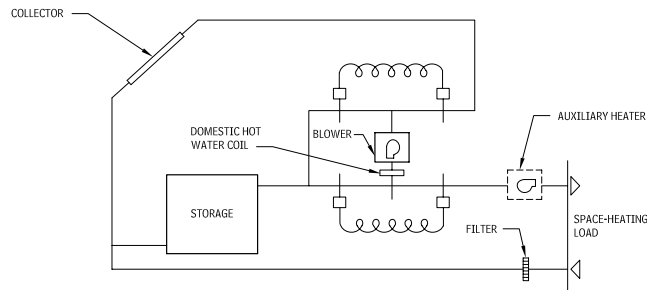 COLLECTOR
AUXILIARY HEATER
BLOWER
DOMESTIC HOT
WATER COIL
STORAGE
SPACE-HEATING
LOAD
FILTER